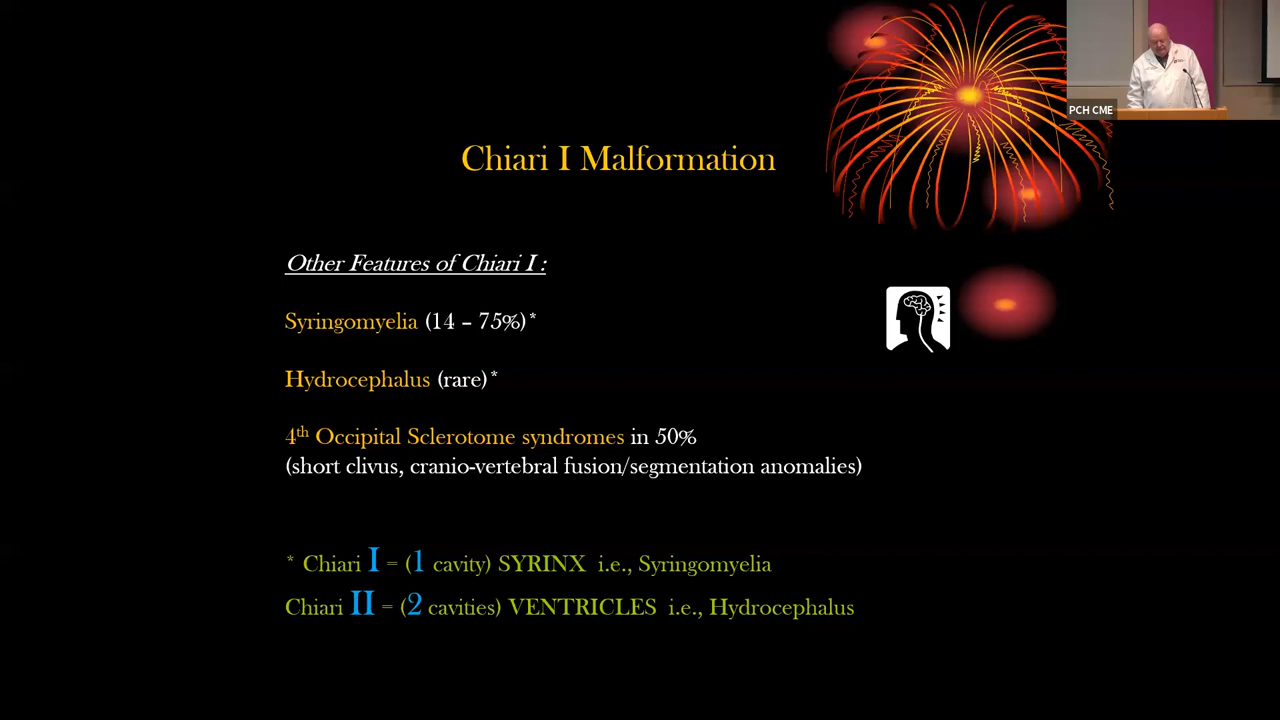 PCH CME
Chiari I Malformation
Other Features of Chiari I :
Syringomyelia (14 – 75%)*
Hydrocephalus (rare)*
4th Occipital Sclerotome syndromes in 50%
(short clivus, cranio-vertebral fusion/segmentation anomalies)
* Chiari I = (1 cavity) SYRINX i.e., Syringomyelia
Chiari II = (2 cavities) VENTRICLES i.e., Hydrocephalus